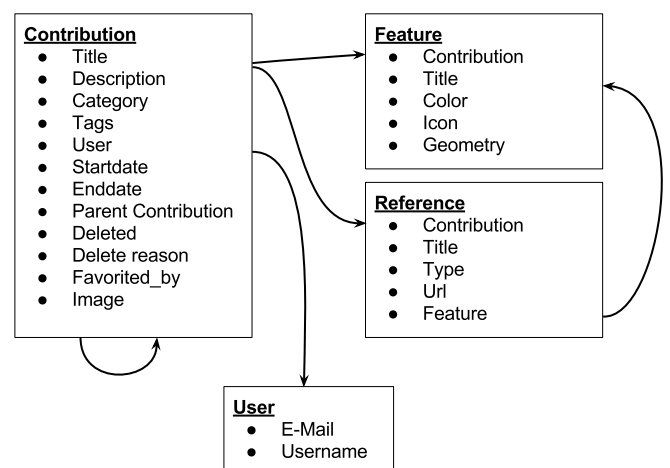 Contribution
● Title
● Description
● Category
● Tags
● User
● Startdate
● Enddate
● Parent Contribution
● Deleted
● Delete reason
● Favorited_by
● Image
Feature
● Contribution
● Title
● Color
● Icon
● Geometry
Reference
● Contribution
● Title
● Type
● Url
● Feature
User
● E-Mail
● Username